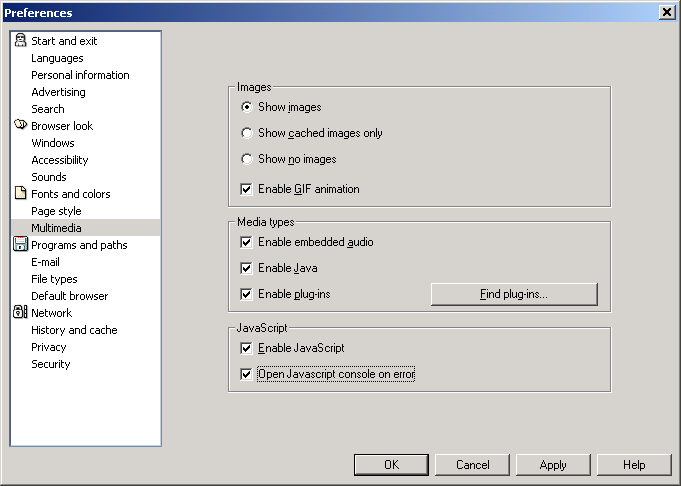 Preferences
Start and exit
Languages
Personal information
Advertising
Search
Browser look
Windows
Accessibility
Sounds
Fonts and colors
Page style
Multimedia
Programs and paths
E-mail
File types
Default browser
Network
History and cache
Privacy
Security
Images
Show images
Show cached images only
Show no images
Enable GIF animation
Media types
Enable embedded audio
Enable Java
Enable plug-ins
Find plug-ins...
JavaScript
Enable JavaScript
Open Javascript console on error
OK
Cancel
Apply
Help